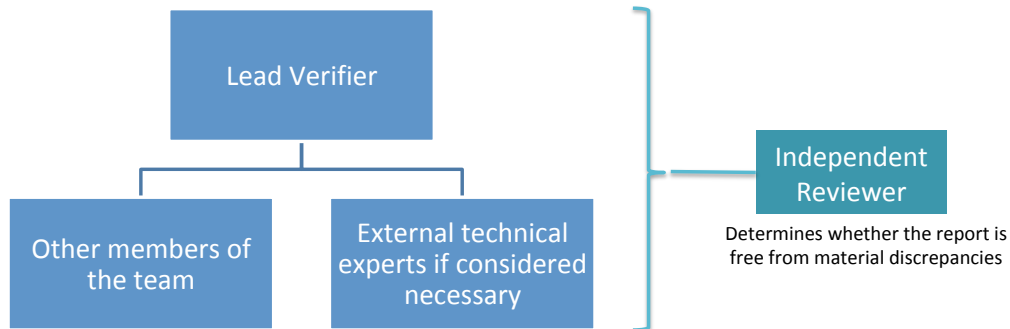 Lead Verifier
Other members of
the team
External technical
experts if considered
necessary
Independent
Reviewer
Determines whether the report is
free from material discrepancies